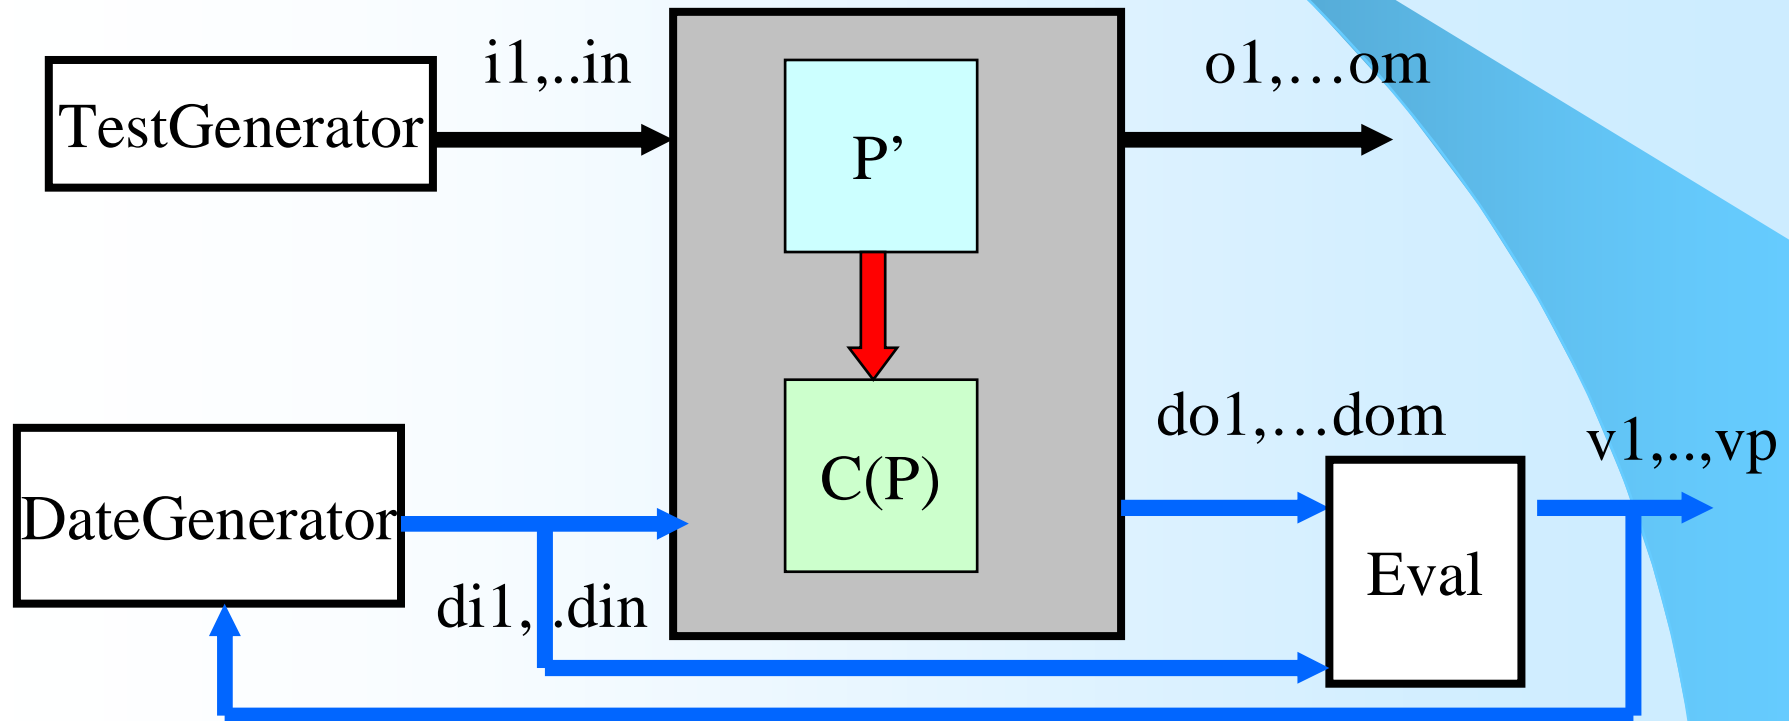 i1,..in
o1,…om
TestGenerator
P’
do1,…dom
v1,..,vp
C(P)
DateGenerator
Eval
di1,..din